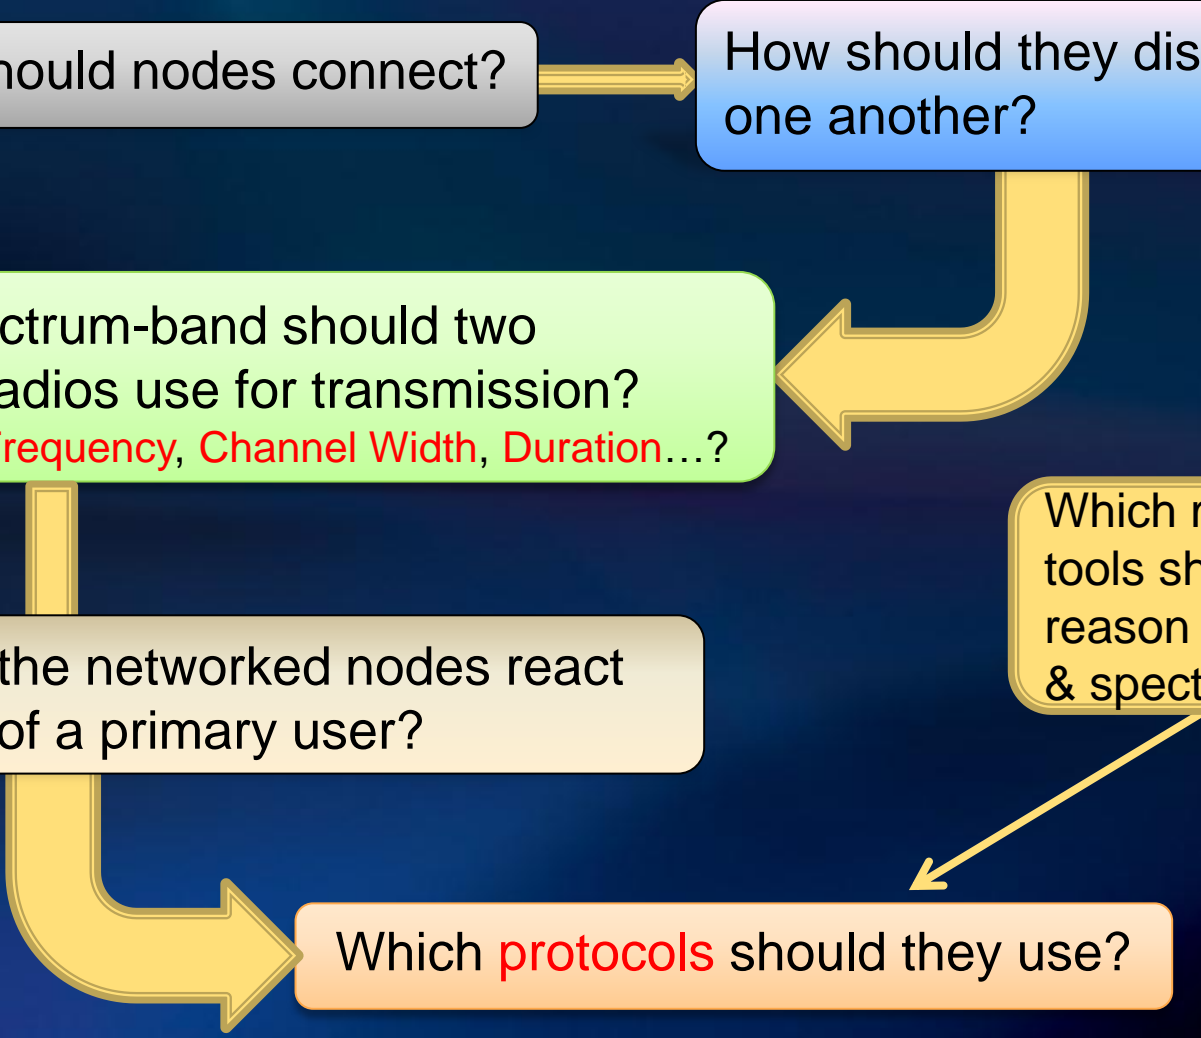 hould nodes connect?
How should they dis
one another?
ctrum-band should two
adios use for transmission?
requency, Channel Width, Duration…?
Which
tools sh
reason
& spect
the networked nodes react
of a primary user?
Which protocols should they use?